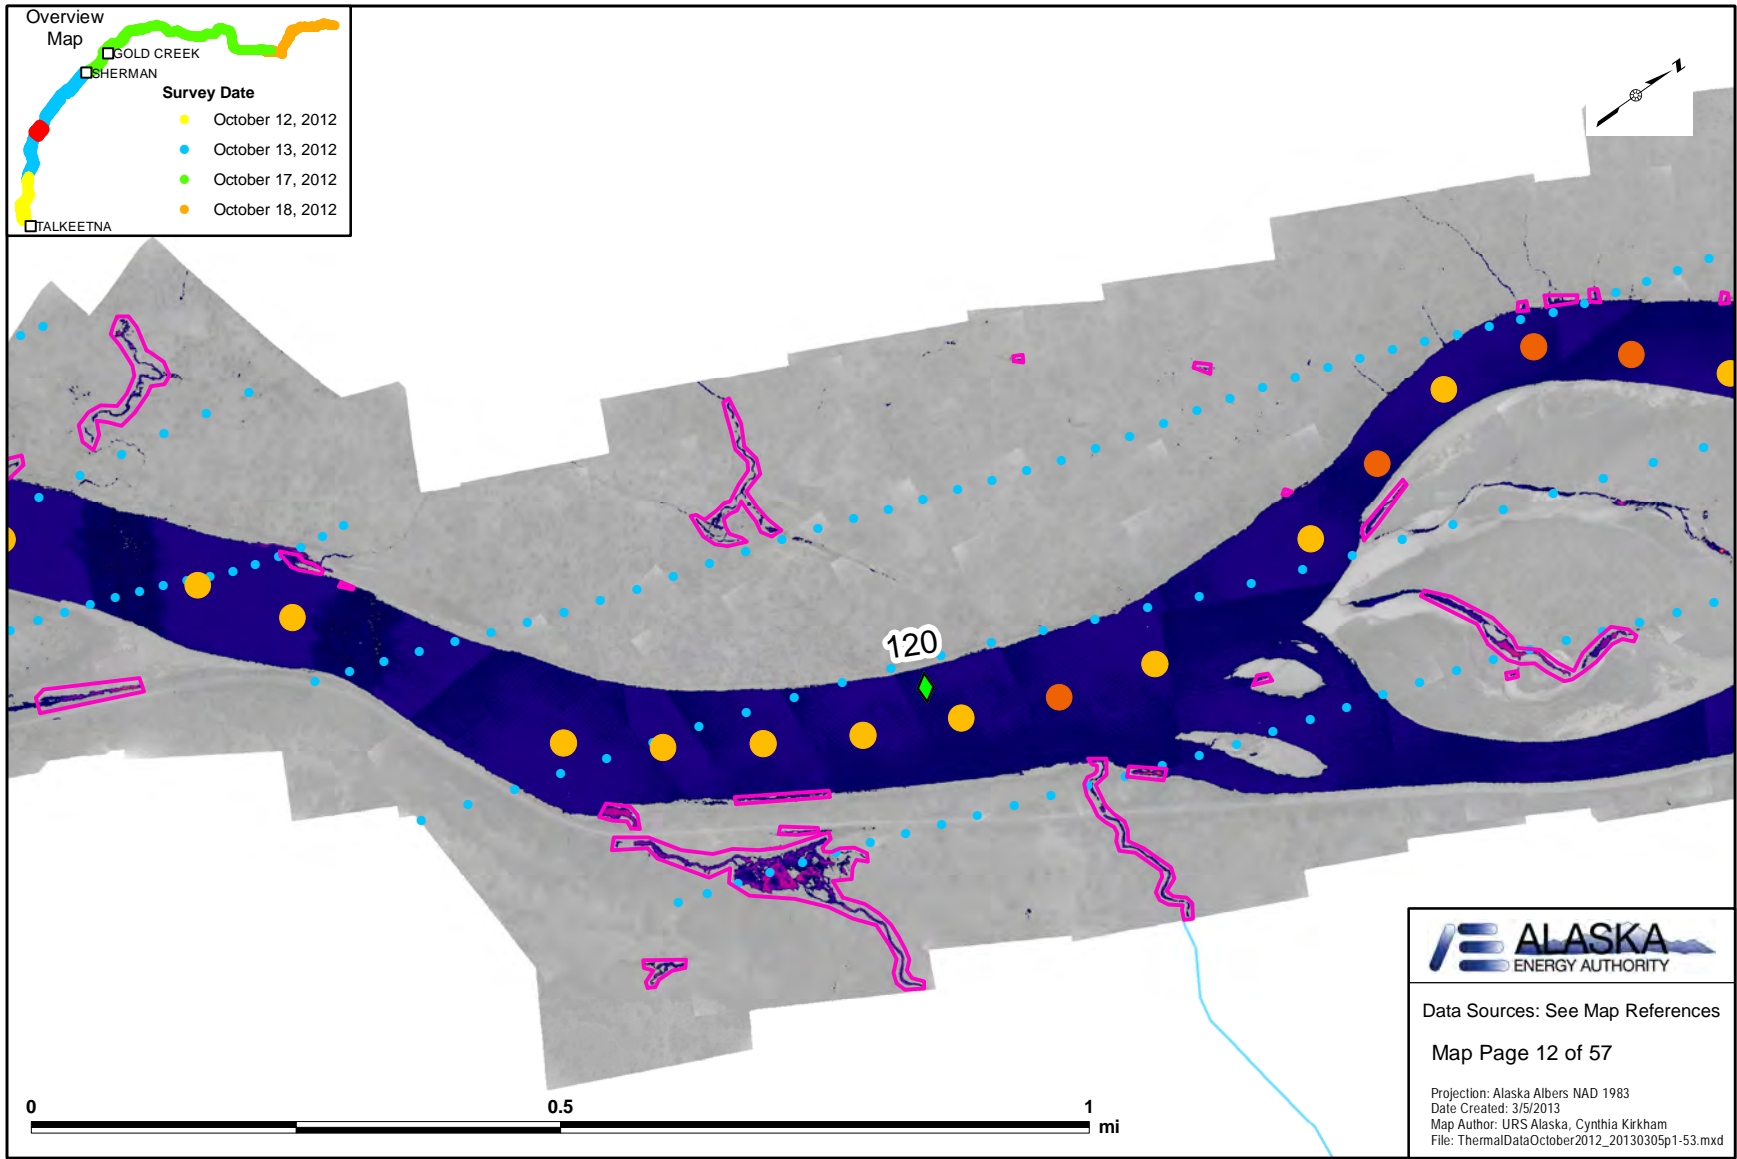 Overview
Map
GOLD CREEK
SHERMAN
Survey Date
October 12, 2012
October 13, 2012
October 17, 2012
October 18, 2012
TALKEETNA
Z
120
ALASKA
ENERGY AUTHORITY
Data Sources: See Map References
Map Page 12 of 57
Projection: Alaska Albers NAD 1983
Date Created: 3/5/2013
Map Author: URS Alaska, Cynthia Kirkham
File: ThermalDataOctober2012_20130305p1-53.mxd
0 0.5 1
mi